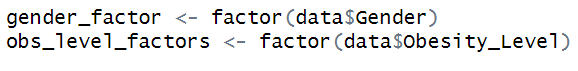 gender_factor <- factor(data$Gender)
obs_level_factors <- factor(data$Obesity_Level)